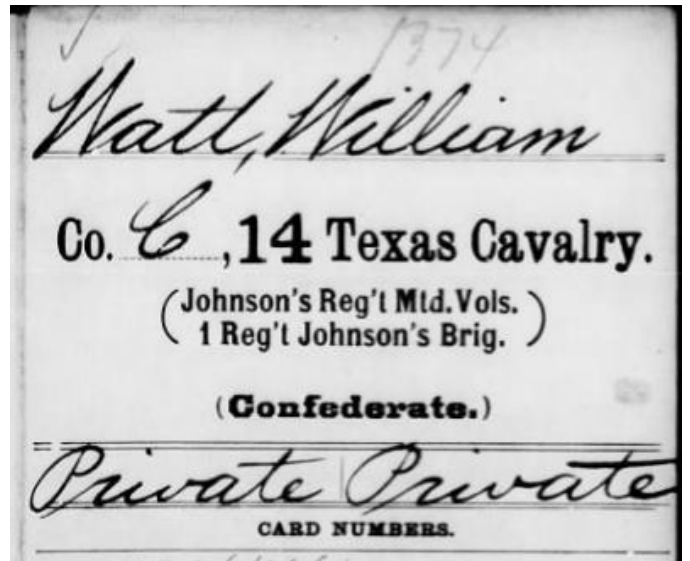 1374
Watt, William
Co. C, 14 Texas Cavalry.
(Johnson's Reg't Mtd. Vols.
1 Reg't Johnson's Brig.)
(Confederate.)
Private Private
CARD NUMBERS.